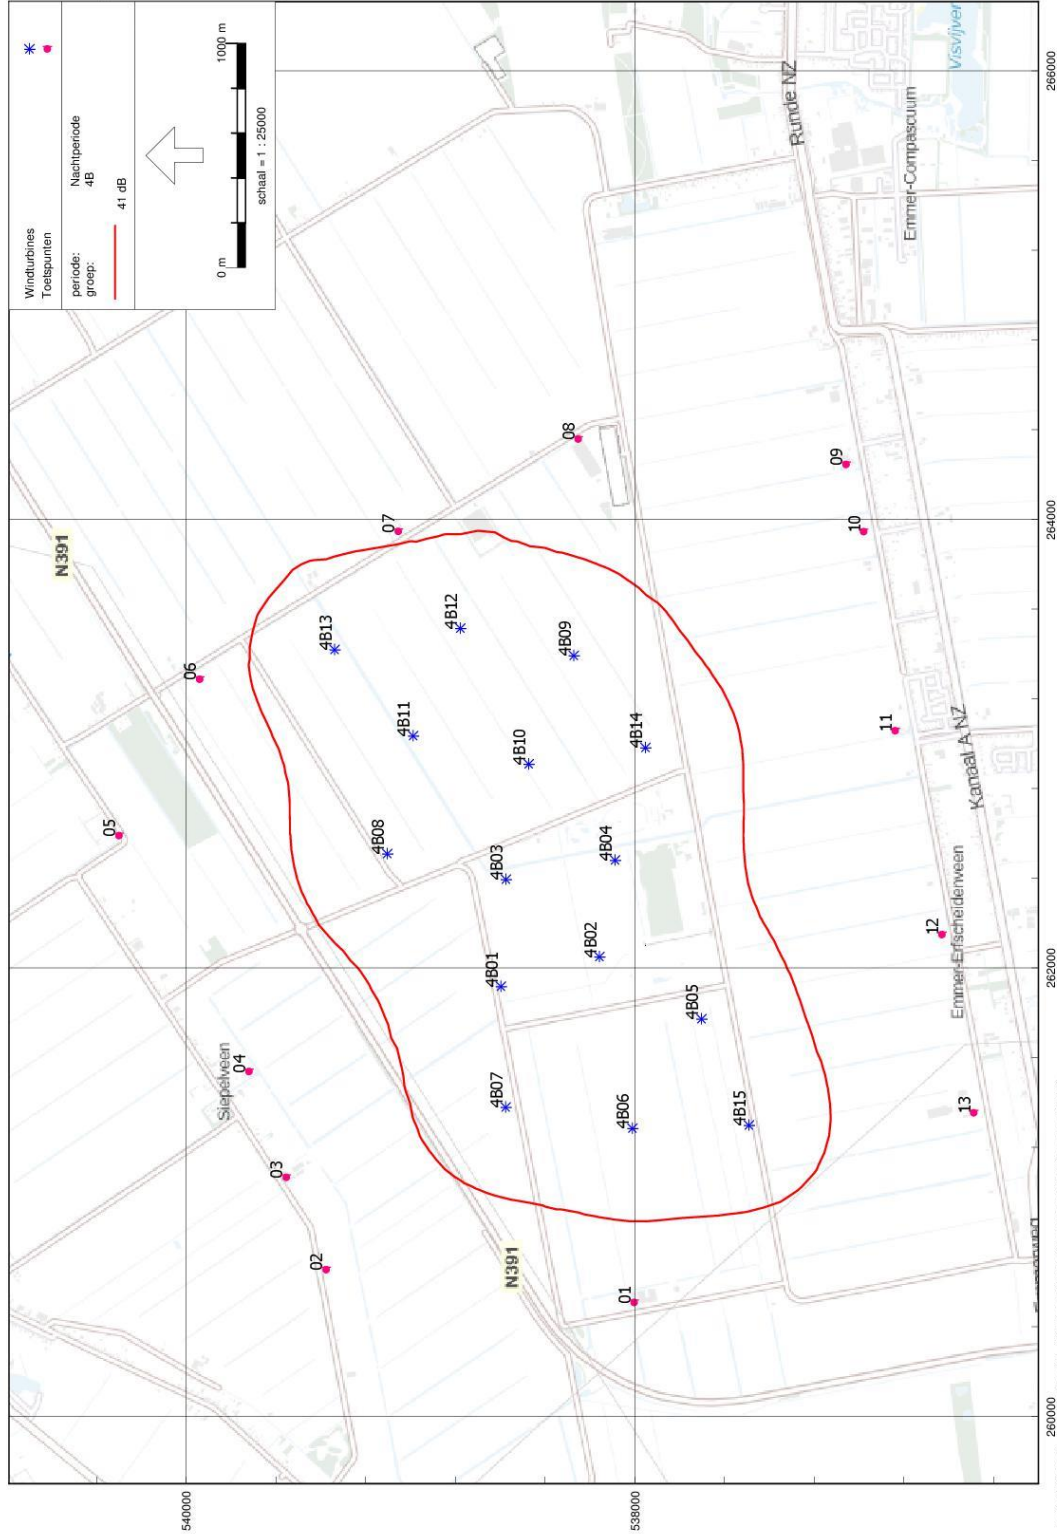 Windturbines
Toetspunten
periode: Nachtperiode
groep: 4B
41 dB
0 m 1000 m
schaal = 1 : 25000
N391
N391
Siepelveen
Runde NZ
Emmer-Compascuum
Visvijver
Kanaal A NZ
Emmer-Erfscheidenveen
05
06
04
03
02
01
07
08
09
10
11
12
13
4B13
4B12
4B11
4B09
4B10
4B14
4B08
4B03
4B04
4B01
4B02
4B05
4B07
4B06
4B15
540000
538000
260000
262000
264000
266000